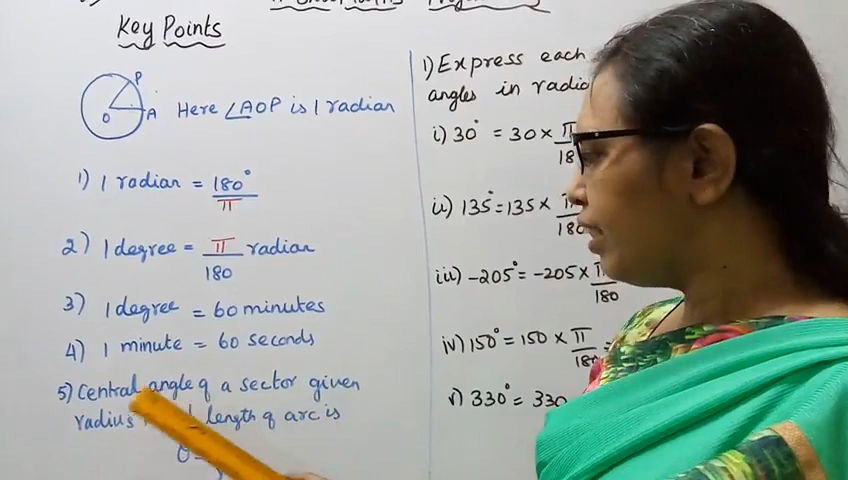 Key Points
P
O
A
Here ∠AOP is 1 radian
1) 1 radian = 180°/π
2) 1 degree = π/180 radian
3) 1 degree = 60 minutes
4) 1 minute = 60 seconds
5) Central angle of a sector given
radius length of arc is
θ =
1) Express each
angles in radia
i) 30° = 30 × π/18
ii) 135° = 135 × π/180
iii) -205° = -205 × π/180
iv) 150° = 150 × π/180
v) 330° = 330